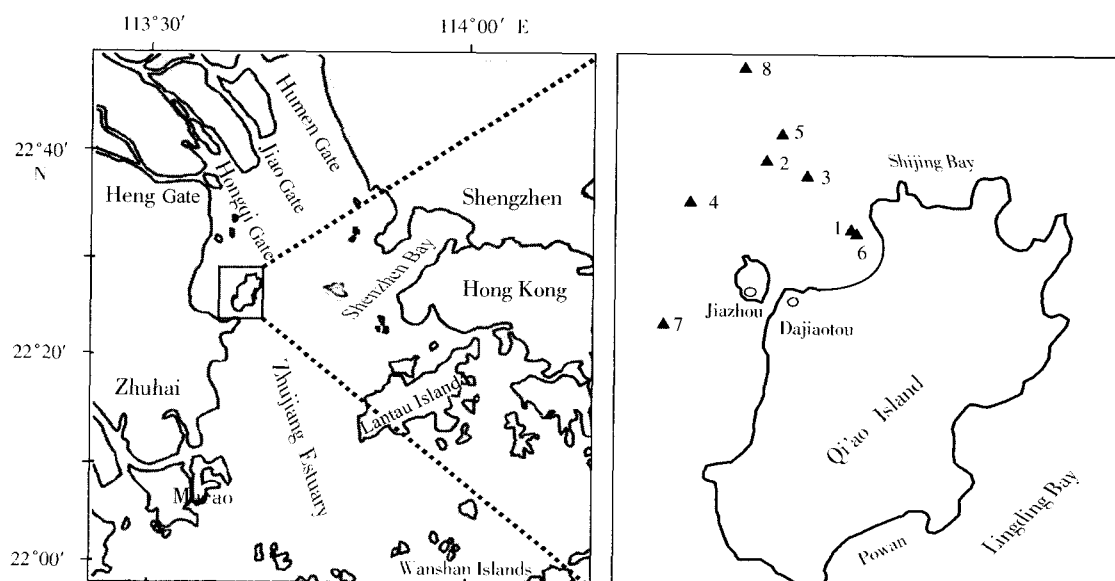 113°30′
114°00′ E
22°40′
N
22°20′
22°00′
Humen Gate
Jiao Gate
Hongqi Gate
Heng Gate
Shengzhen
Shenzhen Bay
Hong Kong
Zhuhai
Zhujiang Estuary
Lantau Island
Wanshan Islands
8
5
2
3
4
1
6
7
Shijing Bay
Jiazhou
Dajiaotou
Qi'ao Island
Powan
Lingding Bay